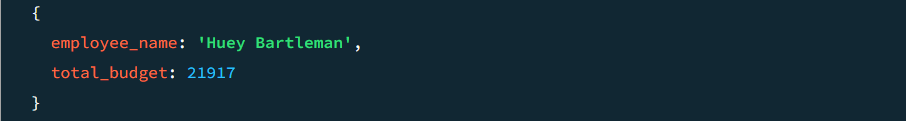 {
employee_name: 'Huey Bartleman',
total_budget: 21917
}